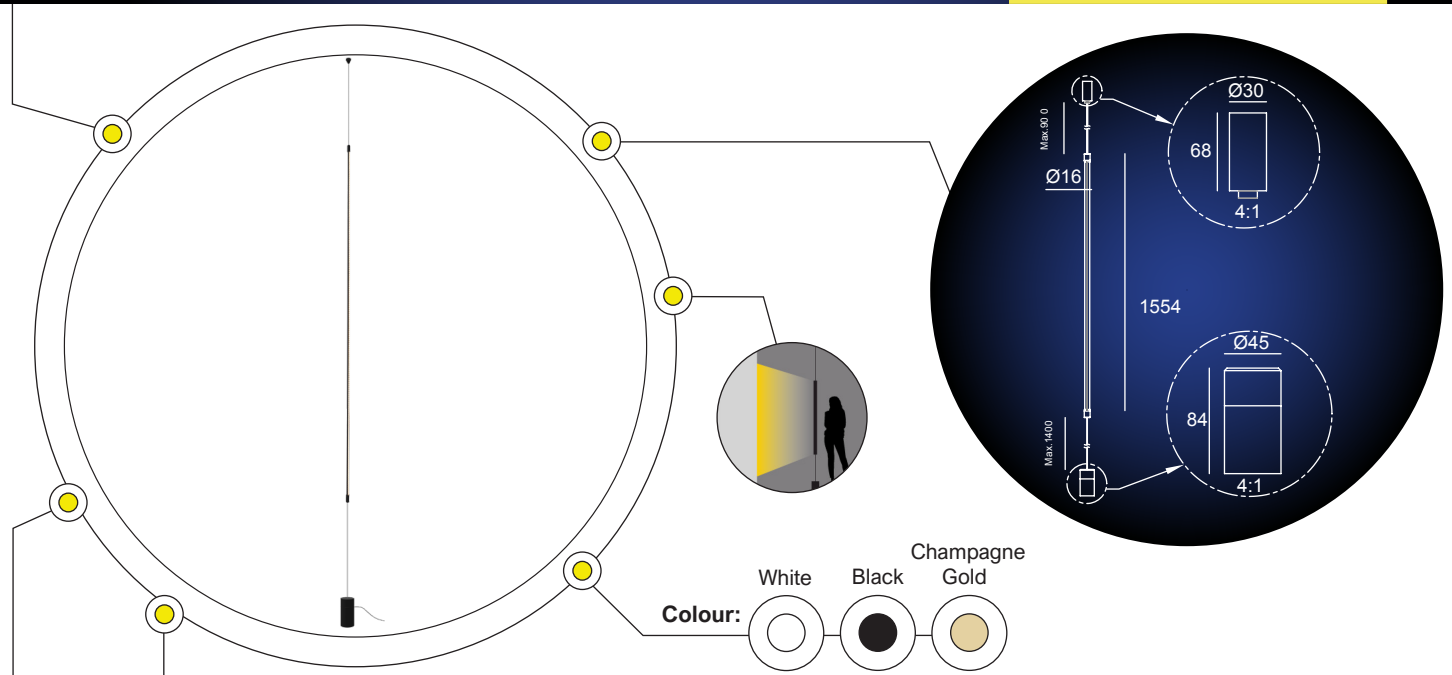 Max.90 0
Ø30
68
Ø16
4:1
1554
Ø45
84
Max.1400
4:1
Champagne
White Black Gold
Colour: